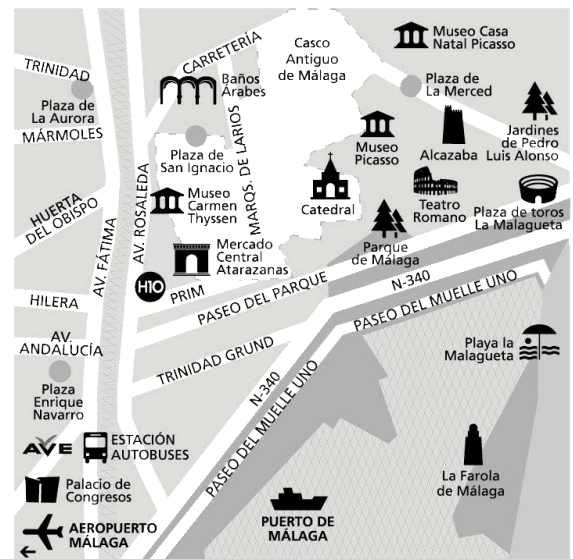 CARRETERÍA
Casco
Antiguo
de Málaga
Museo Casa
Natal Picasso
TRINIDAD
Plaza de
La Aurora
MÁRMOLES
Baños
Árabes
Plaza de
La Merced
Jardines
de Pedro
Luis Alonso
Plaza de
San Ignacio
MARQS. DE LARIOS
Museo
Picasso
Alcazaba
HUERTA
DEL OBISPO
AV. ROSALEDA
Museo
Carmen
Thyssen
Catedral
Teatro
Romano
Plaza de toros
La Malagueta
AV. FÁTIMA
Mercado
Central
Atarazanas
Parque
de Málaga
H10
PRIM
PASEO DEL PARQUE
N-340
PASEO DEL MUELLE UNO
HILERA
AV.
ANDALUCÍA
TRINIDAD GRUND
Playa la
Malagueta
Plaza
Enrique
Navarro
N-340
PASEO DEL MUELLE UNO
AVE
ESTACIÓN
AUTOBUSES
Palacio de
Congresos
La Farola
de Málaga
PUERTO DE
MÁLAGA
AEROPUERTO
MÁLAGA